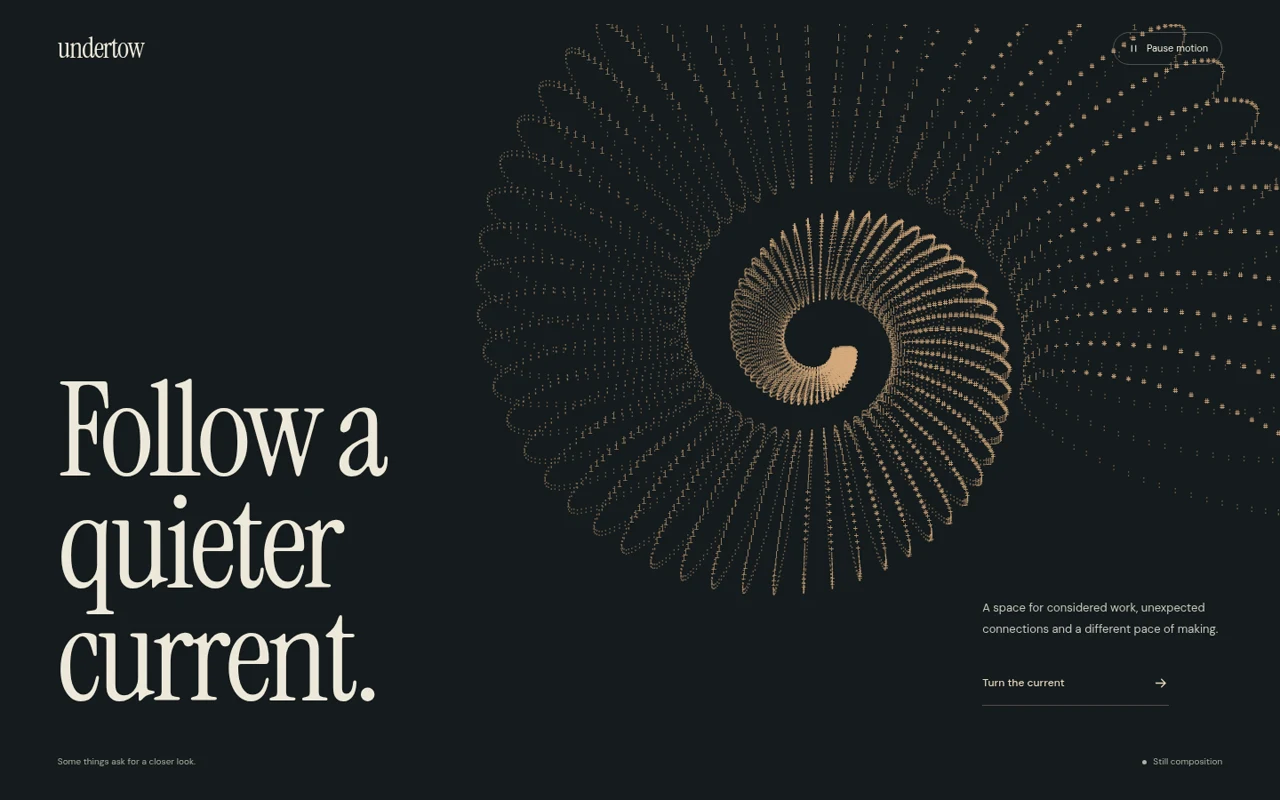 undertow
Pause motion
Follow a
quieter
current.
A space for considered work, unexpected
connections and a different pace of making.
Turn the current
Some things ask for a closer look.
Still composition